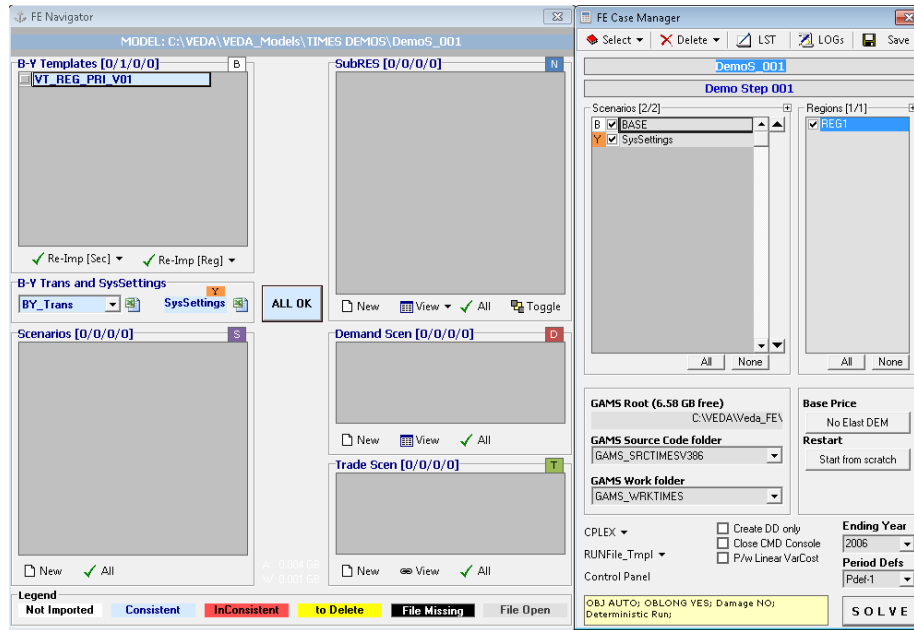 FE Navigator
MODEL: C:\VEDA\VEDA_Models\TIMES DEMOS\DemoS_001
B-Y Templates [0/1/0/0]
B
VT_REG_PRI_V01
Re-Imp [Sec]
Re-Imp [Reg]
SubRES [0/0/0/0]
N
New
View
All
Toggle
B-Y Trans and SysSettings
BY_Trans
Y
SysSettings
ALL OK
Scenarios [0/0/0/0]
S
New
All
Demand Scen [0/0/0/0]
D
New
View
All
Trade Scen [0/0/0/0]
T
New
View
All
A: 0.004 GB
W: 0.001 GB
Legend
Not Imported
Consistent
InConsistent
to Delete
File Missing
File Open
FE Case Manager
Select
Delete
LST
LOGs
Save
DemoS_001
Demo Step 001
Scenarios [2/2]
B BASE
Y SysSettings
All
None
Regions [1/1]
REG1
All
None
GAMS Root (6.58 GB free)
C:\VEDA\Veda_FE\
GAMS Source Code folder
GAMS_SRCTIMESV386
GAMS Work folder
GAMS_WRKTIMES
Base Price
No Elast DEM
Restart
Start from scratch
CPLEX
RUNFile_Tmpl
Control Panel
Create DD only
Close CMD Console
P/w Linear VarCost
Ending Year
2006
Period Defs
Pdef-1
OBJ AUTO; OBLONG YES; Damage NO;
Deterministic Run;
SOLVE